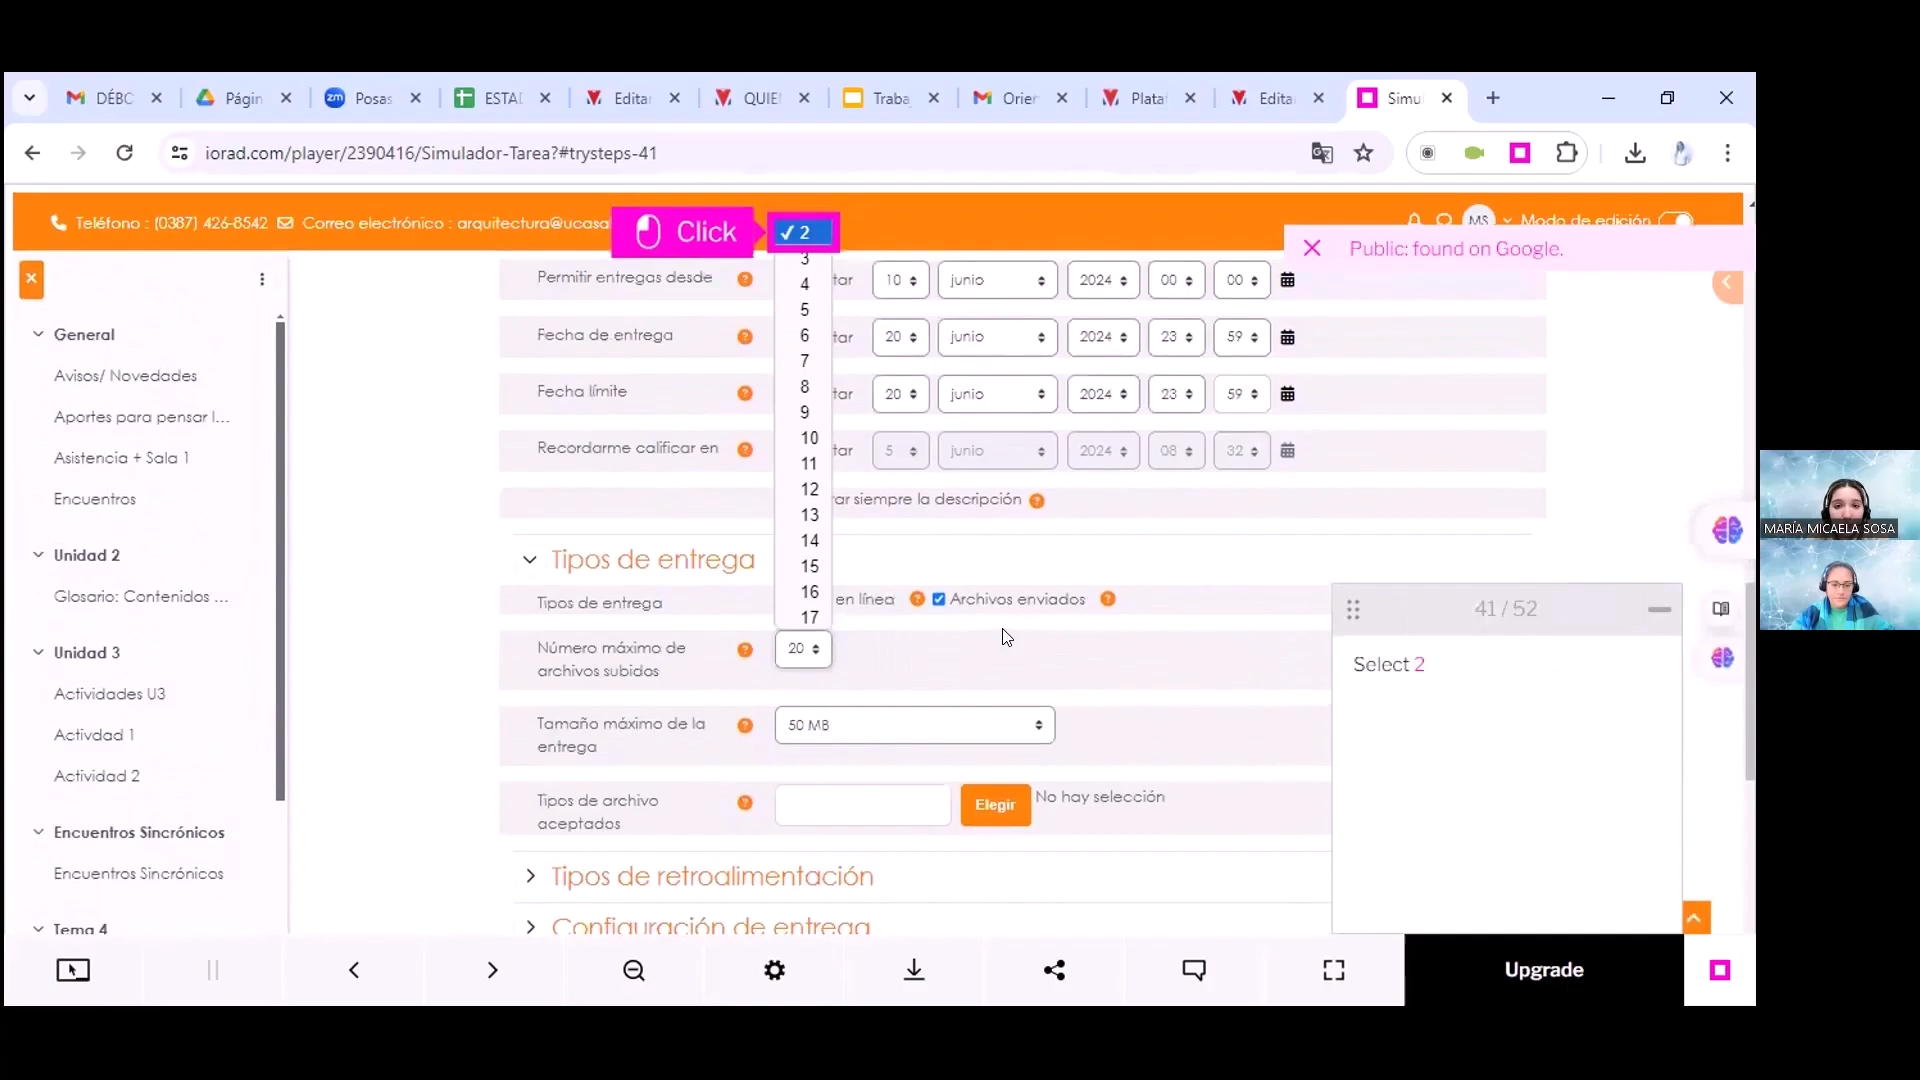 DÉBC
Págin
Posas
ESTAI
Editar
QUIEI
Traba
Orier
Plata
Edita
Simu
iorad.com/player/2390416/Simulador-Tarea?#trysteps-41
Teléfono : (0387) 426-8542
Correo electrónico : arquitectura@ucasa
MS
Modo de edición
Click
2
3
4
5
6
7
8
9
10
11
12
13
14
15
16
17
Public: found on Google.
General
Avisos/ Novedades
Aportes para pensar l...
Asistencia + Sala 1
Encuentros
Unidad 2
Glosario: Contenidos ...
Unidad 3
Actividades U3
Activdad 1
Actividad 2
Encuentros Sincrónicos
Encuentros Sincrónicos
Tema 4
Permitir entregas desde
tar 10 junio 2024 00 00
Fecha de entrega
tar 20 junio 2024 23 59
Fecha límite
tar 20 junio 2024 23 59
Recordarme calificar en
tar 5 junio 2024 08 32
ar siempre la descripción
Tipos de entrega
Tipos de entrega
en línea Archivos enviados
Número máximo de
archivos subidos
20
Tamaño máximo de la
entrega
50 MB
Tipos de archivo
aceptados
Elegir
No hay selección
Tipos de retroalimentación
Configuración de entrega
41 / 52
Select 2
Upgrade
MARÍA MICAELA SOSA